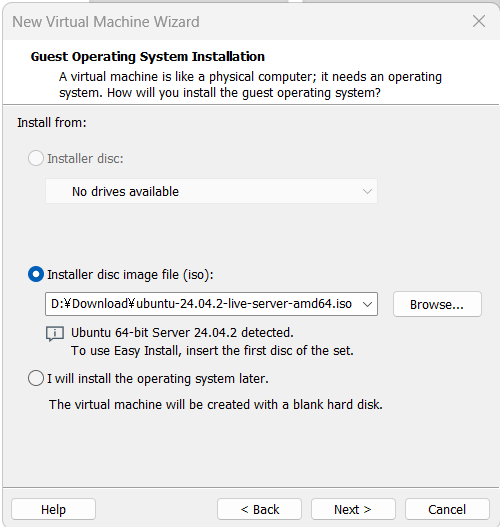 New Virtual Machine Wizard
Guest Operating System Installation
A virtual machine is like a physical computer; it needs an operating
system. How will you install the guest operating system?
Install from:
Installer disc:
No drives available
Installer disc image file (iso):
D:¥Download¥ubuntu-24.04.2-live-server-amd64.iso
Browse...
Ubuntu 64-bit Server 24.04.2 detected.
To use Easy Install, insert the first disc of the set.
I will install the operating system later.
The virtual machine will be created with a blank hard disk.
Help
< Back
Next >
Cancel